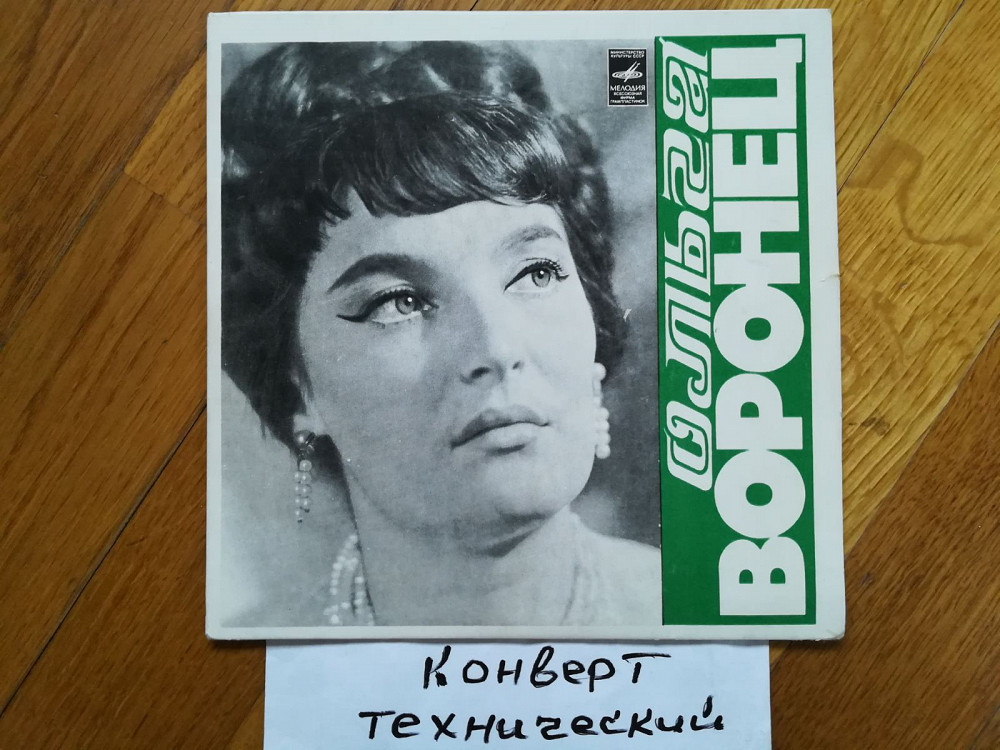 МИНИСТЕРСТВО
КУЛЬТУРЫ СССР
МЕЛОДИЯ
ВСЕСОЮЗНАЯ
ФИРМА
ГРАМПЛАСТИНОК
ОЛЬГА
ВОРОНЕЦ
Конверт
технический